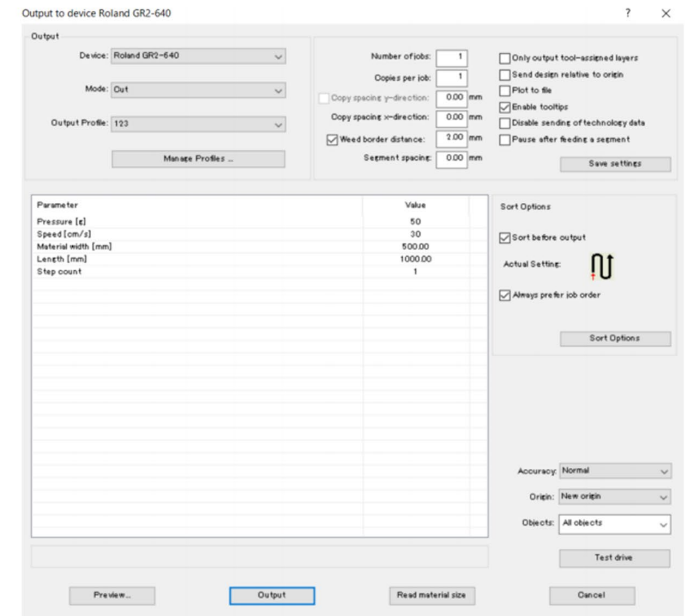 Output to device Roland GR2-640
? ×
Output
Device: Roland GR2-640
Mode: Cut
Output Profile: 123
Manage Profiles ...
Number of jobs: 1
Copies per job: 1
Copy spacing y-direction: 0.00 mm
Copy spacing x-direction: 0.00 mm
Weed border distance: 2.00 mm
Segment spacing: 0.00 mm
Only output tool-assigned layers
Send design relative to origin
Plot to file
Enable tooltips
Disable sending of technology data
Pause after feeding a segment
Save settings
Parameter Value
Pressure [g] 50
Speed [cm/s] 30
Material width [mm] 500.00
Length [mm] 1000.00
Step count 1
Sort Options
Sort before output
Actual Setting:
Always prefer job order
Sort Options
Accuracy: Normal
Origin: New origin
Objects: All objects
Test drive
Preview... Output Read material size Cancel